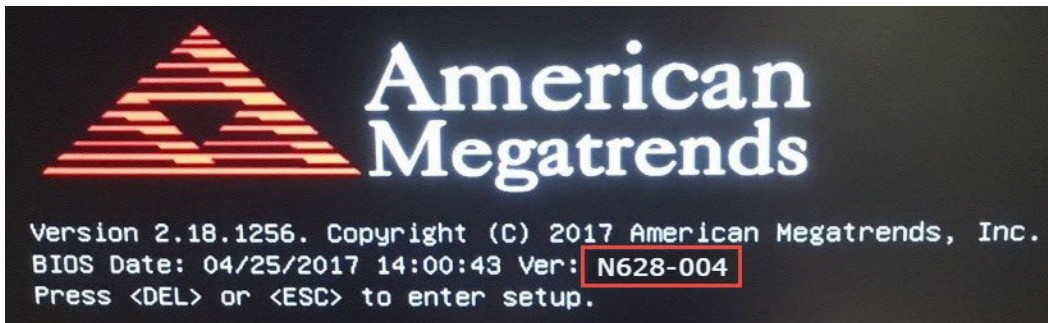 American
Megatrends
Version 2.18.1256. Copyright (C) 2017 American Megatrends, Inc.
BIOS Date: 04/25/2017 14:00:43 Ver: N628-004
Press <DEL> or <ESC> to enter setup.